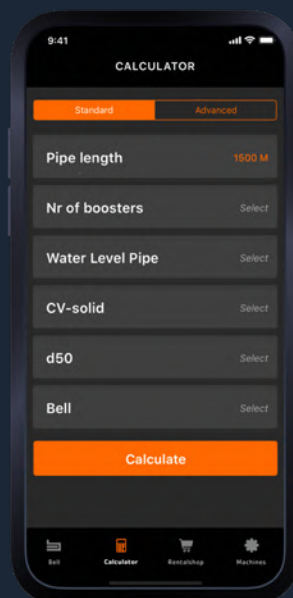 9:41
CALCULATOR
Standard Advanced
Pipe length 1500 M
Nr of boosters Select
Water Level Pipe Select
CV-solid Select
d50 Select
Bell Select
Calculate
Bell Calculator Rentalshop Machines